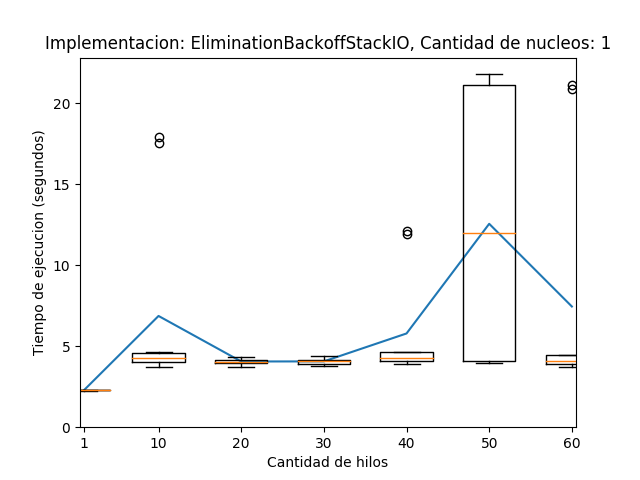 Implementacion: EliminationBackoffStackIO, Cantidad de nucleos: 1
Tiempo de ejecucion (segundos)
20
15
10
5
0
1 10 20 30 40 50 60
Cantidad de hilos